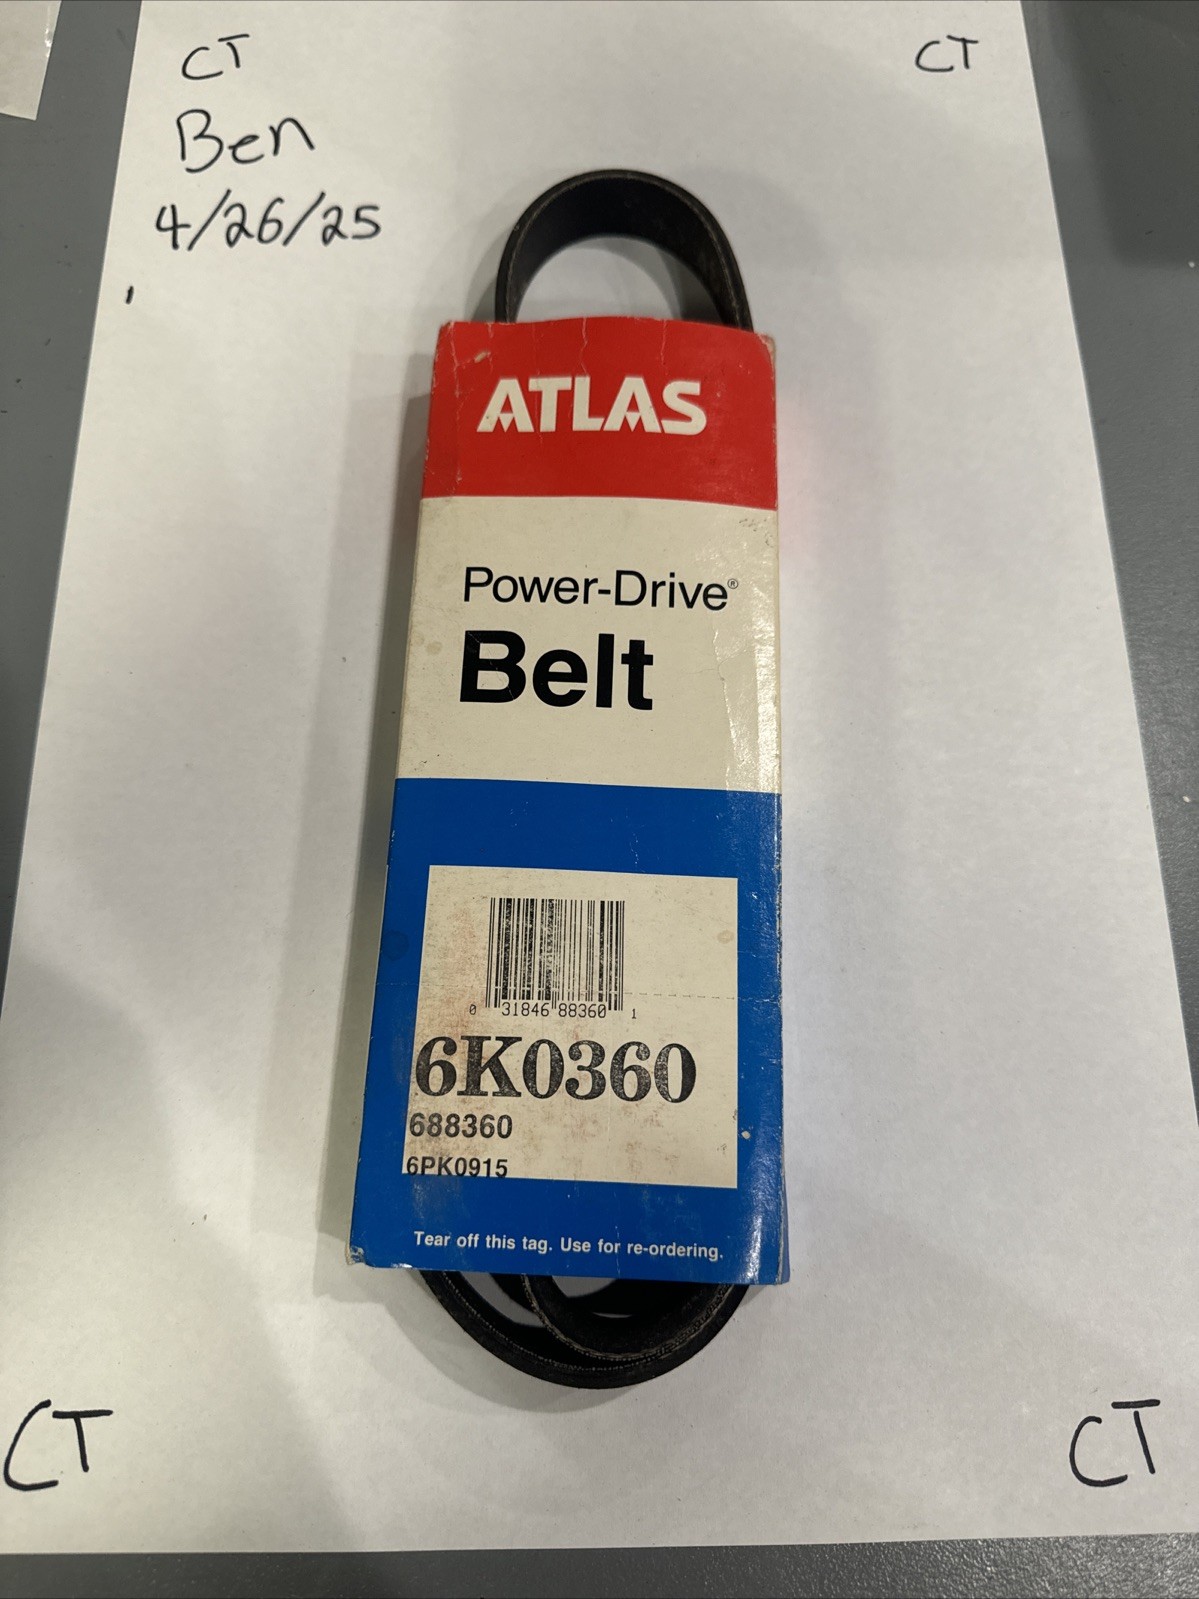 CT
CT
Ben
4/26/25
ATLAS
Power-Drive®
Belt
0 31846 88360 1
6K0360
688360
6PK0915
Tear off this tag. Use for re-ordering.
CT
CT